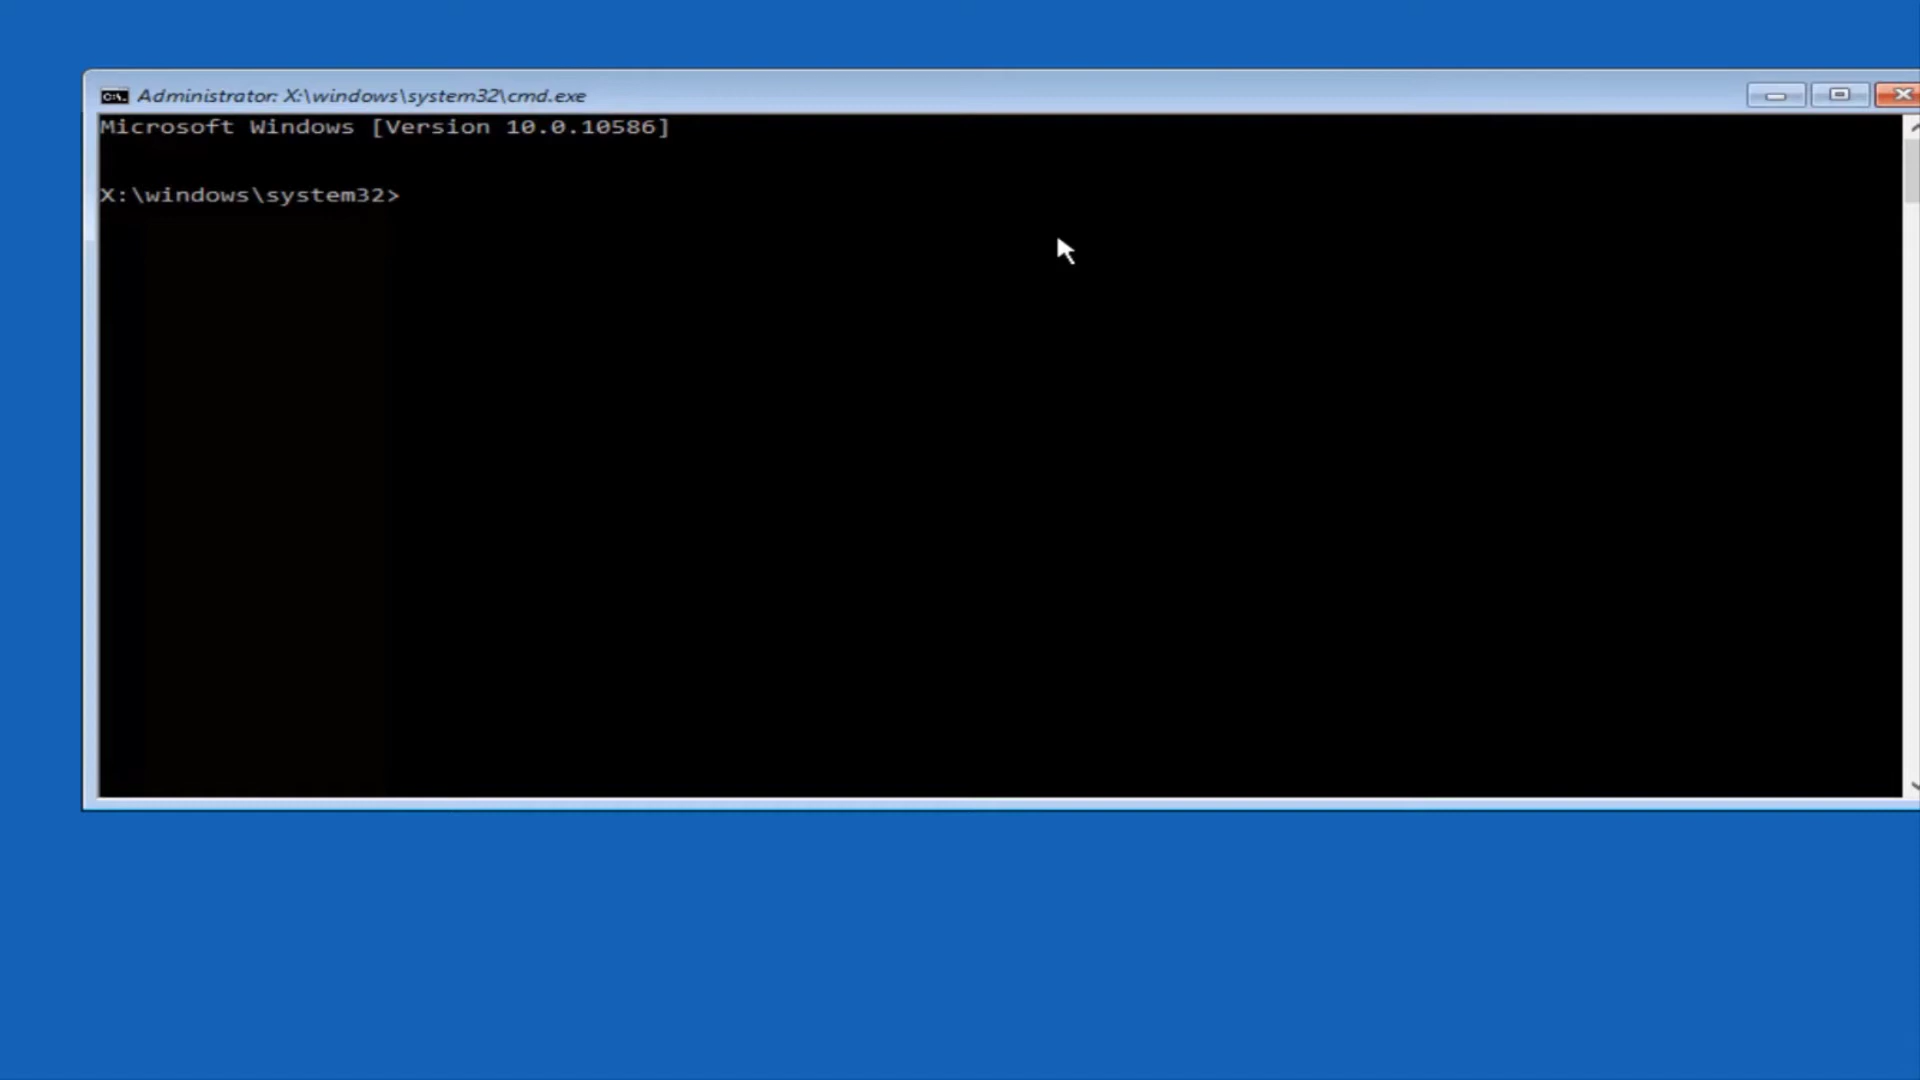 Administrator: X:\windows\system32\cmd.exe
Microsoft Windows [Version 10.0.10586]
X:\windows\system32>